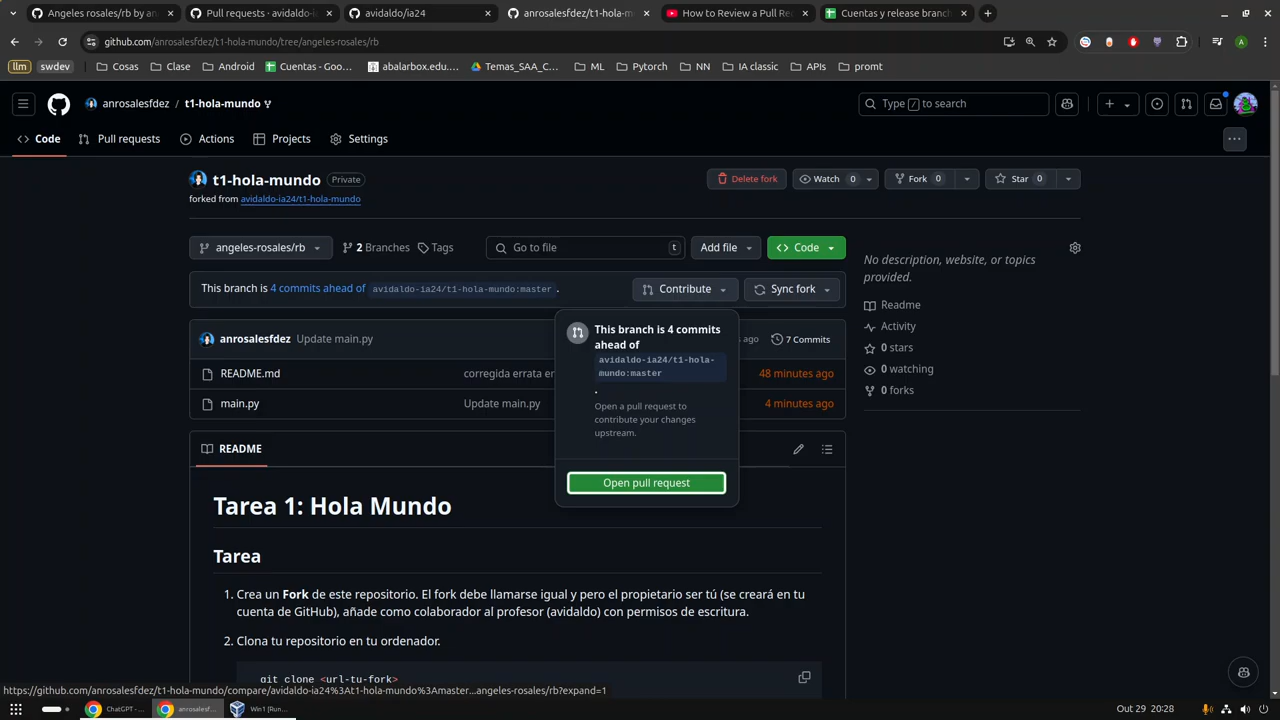 Angeles rosales/rb by an
Pull requests · avidaldo-i
avidaldo/ia24
anrosalesfdez/t1-hola-m
How to Review a Pull Re
Cuentas y release branch
github.com/anrosalesfdez/t1-hola-mundo/tree/angeles-rosales/rb
A
llm
swdev
Cosas
Clase
Android
Cuentas - Goo...
abalarbox.edu....
Temas_SAA_C...
ML
Pytorch
NN
IA classic
APIs
promt
anrosalesfdez / t1-hola-mundo
Type / to search
Code
Pull requests
Actions
Projects
Settings
t1-hola-mundo Private
Delete fork
Watch 0
Fork 0
Star 0
forked from avidaldo-ia24/t1-hola-mundo
angeles-rosales/rb
2 Branches
Tags
Go to file t
Add file
<> Code
No description, website, or topics
provided.
This branch is 4 commits ahead of avidaldo-ia24/t1-hola-mundo:master .
Contribute
Sync fork
Readme
Activity
0 stars
0 watching
0 forks
This branch is 4 commits
ahead of
avidaldo-ia24/t1-hola-
mundo:master
.
Open a pull request to
contribute your changes
upstream.
Open pull request
anrosalesfdez Update main.py
s ago
7 Commits
README.md
corregida errata en
48 minutes ago
main.py
Update main.py
4 minutes ago
README
Tarea 1: Hola Mundo
Tarea
1. Crea un Fork de este repositorio. El fork debe llamarse igual y pero el propietario ser tú (se creará en tu
cuenta de GitHub), añade como colaborador al profesor (avidaldo) con permisos de escritura.
2. Clona tu repositorio en tu ordenador.
git clone <url-tu-fork>
https://github.com/anrosalesfdez/t1-hola-mundo/compare/avidaldo-ia24%3At1-hola-mundo%3Amaster...angeles-rosales/rb?expand=1
ChatGPT - ...
anrosalesf...
Win1 [Run...
Out 29 20:28